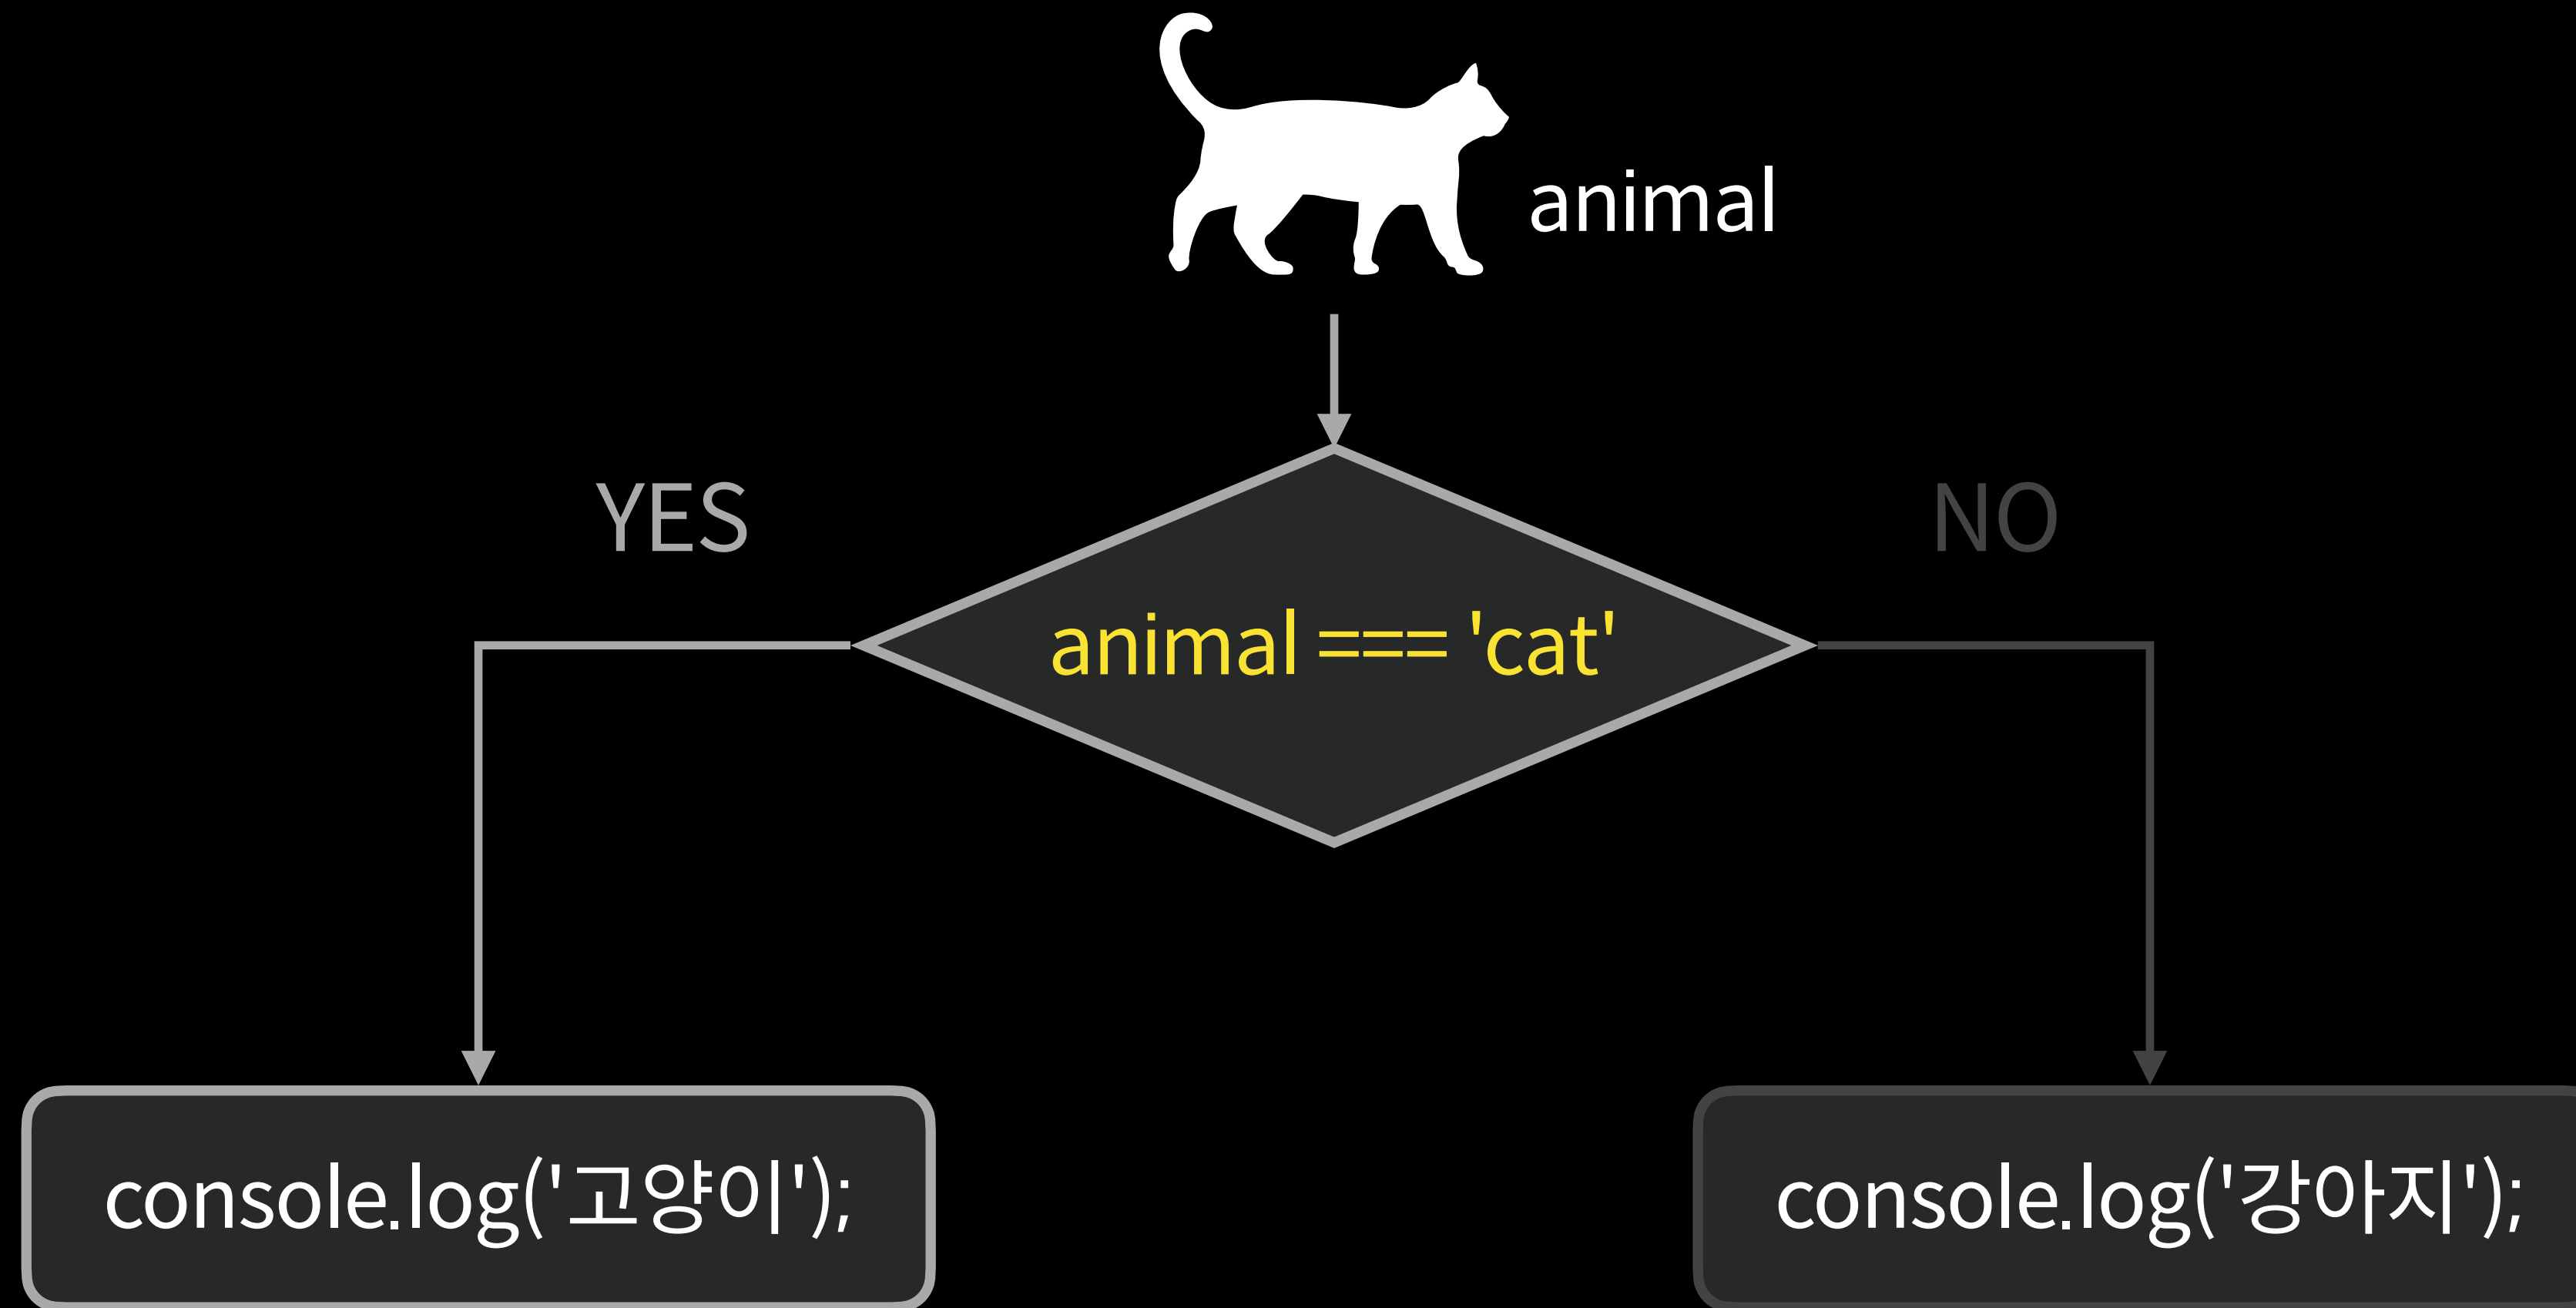 animal
YES
NO
animal === 'cat'
console.log('고양이');
console.log('강아지');